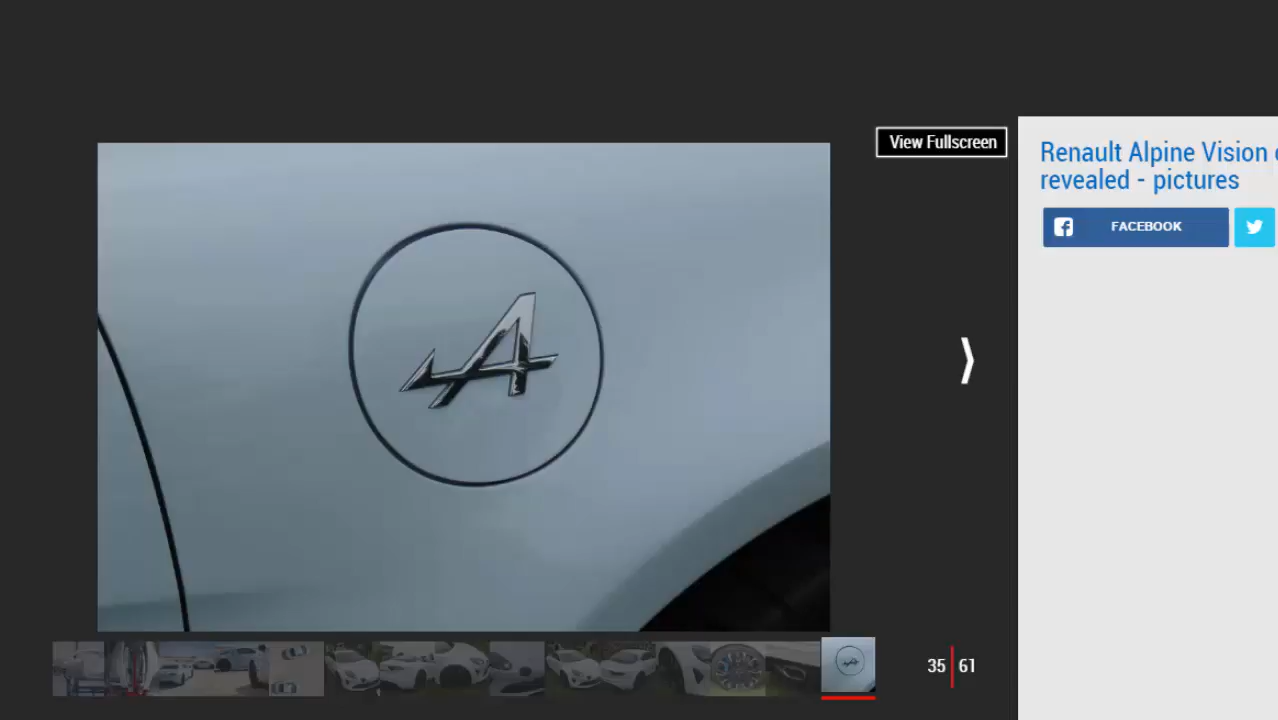 View Fullscreen
Renault Alpine Vision
revealed - pictures
FACEBOOK
A
35 61